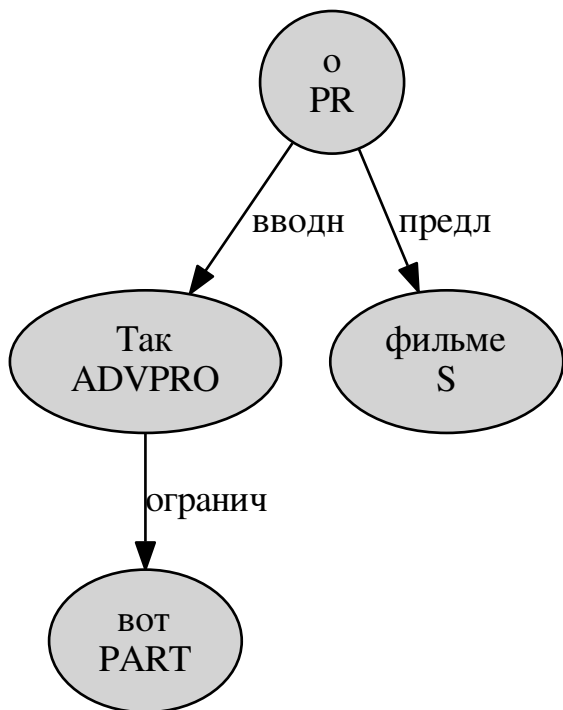 о
PR
вводн
предл
Так
ADVPRO
фильме
S
огранич
вот
PART